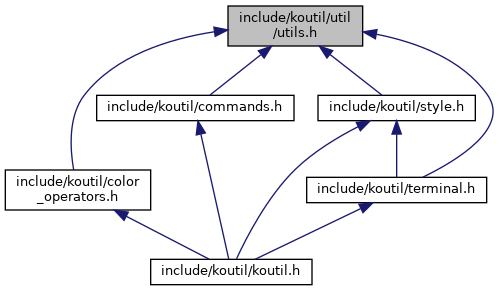 include/koutil/util
/utils.h
include/koutil/commands.h
include/koutil/style.h
include/koutil/color
_operators.h
include/koutil/terminal.h
include/koutil/koutil.h